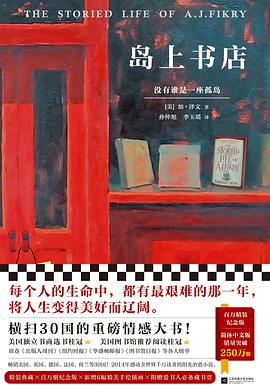 THE STORIED LIFE OF A.J.FIKRY
岛上书店
没有谁是一座孤岛
[美] 加·泽文 著
孙仲旭 李玉瑶 译
THE
STORIED
LIFE OF
A.J.FIKRY
每个人的生命中，都有最艰难的那一年，
将人生变得美好而辽阔。
横扫30国的重磅情感大书！
美国独立书商选书桂冠 美国图书馆推荐阅读桂冠
百万精装
纪念版
简体中文版
销量突破
250万册
精装典藏＋百万册纪念版＋新增6幅精美手绘插画＋附赠爱书人必备藏书票